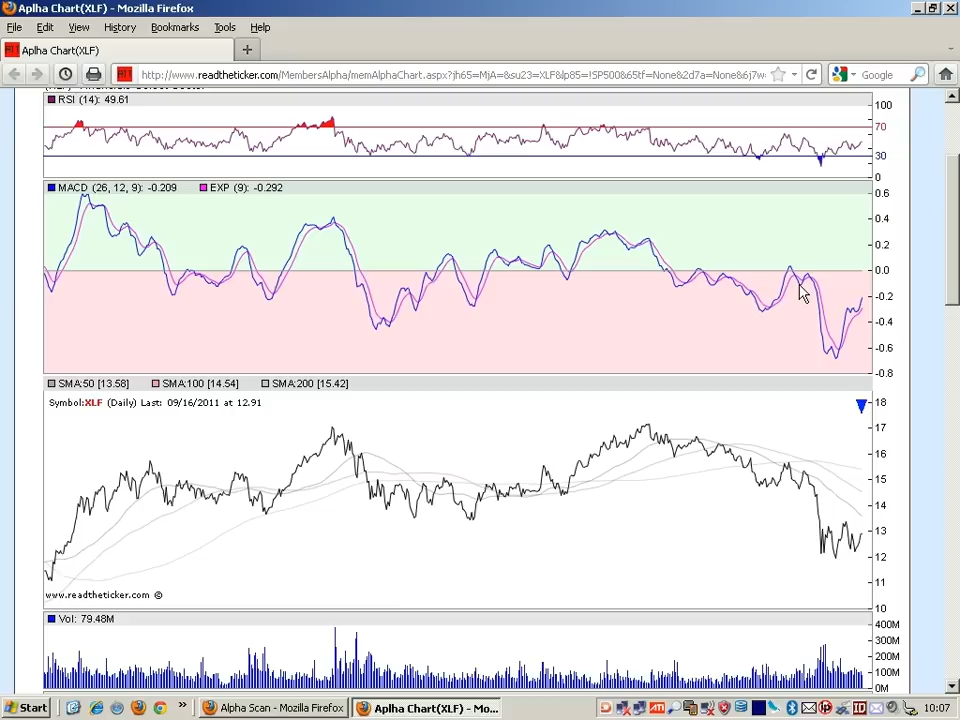 Aplha Chart(XLF) - Mozilla Firefox
File Edit View History Bookmarks Tools Help
Aplha Chart(XLF)
http://www.readtheticker.com/MembersAlpha/memAlphaChart.aspx?jh65=MjA=&su23=XLF&lp85=!SP500&65tf=None&2d7a=None&6j7w= Google
RSI (14): 49.61
100
70
30
0
MACD (26, 12, 9): -0.209 EXP (9): -0.292
0.6
0.4
0.2
0.0
-0.2
-0.4
-0.6
-0.8
SMA:50 [13.58] SMA:100 [14.54] SMA:200 [15.42]
Symbol:XLF (Daily) Last: 09/16/2011 at 12.91
18
17
16
15
14
13
12
11
10
www.readtheticker.com ©
Vol: 79.48M
400M
300M
200M
100M
0M
Start Alpha Scan - Mozilla Firefox Aplha Chart(XLF) - Mo... 10:07